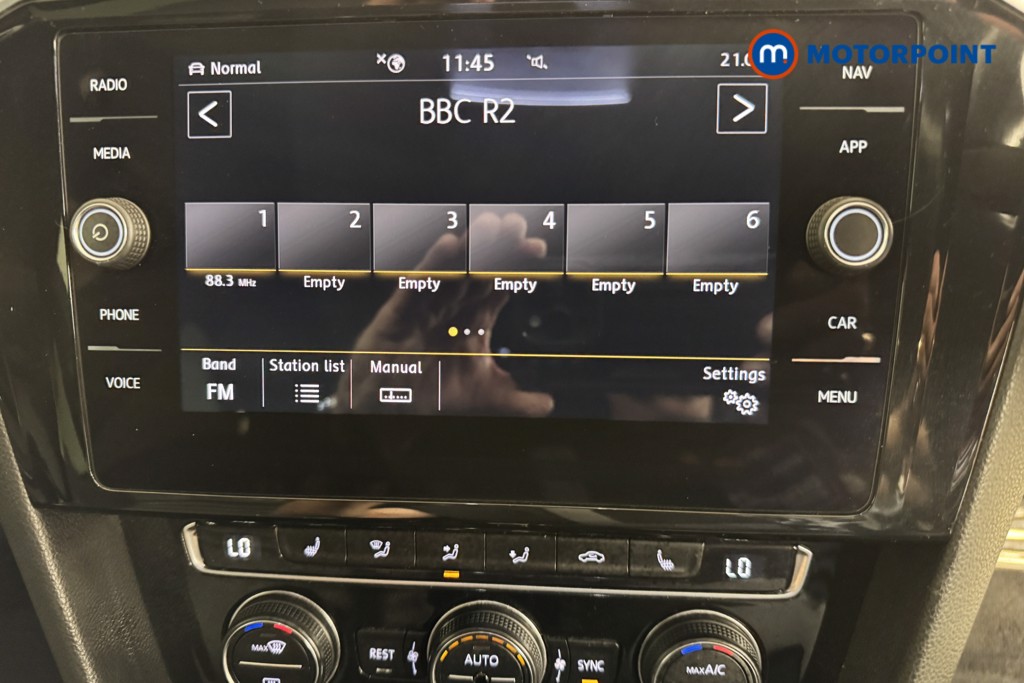 Normal 11:45 21.0
m MOTORPOINT
BBC R2
RADIO
MEDIA
PHONE
VOICE
NAV
APP
CAR
MENU
1 2 3 4 5 6
88.3 MHz Empty Empty Empty Empty Empty
Band Station list Manual Settings
FM
LO LO
MAX REST AUTO SYNC MAX A/C